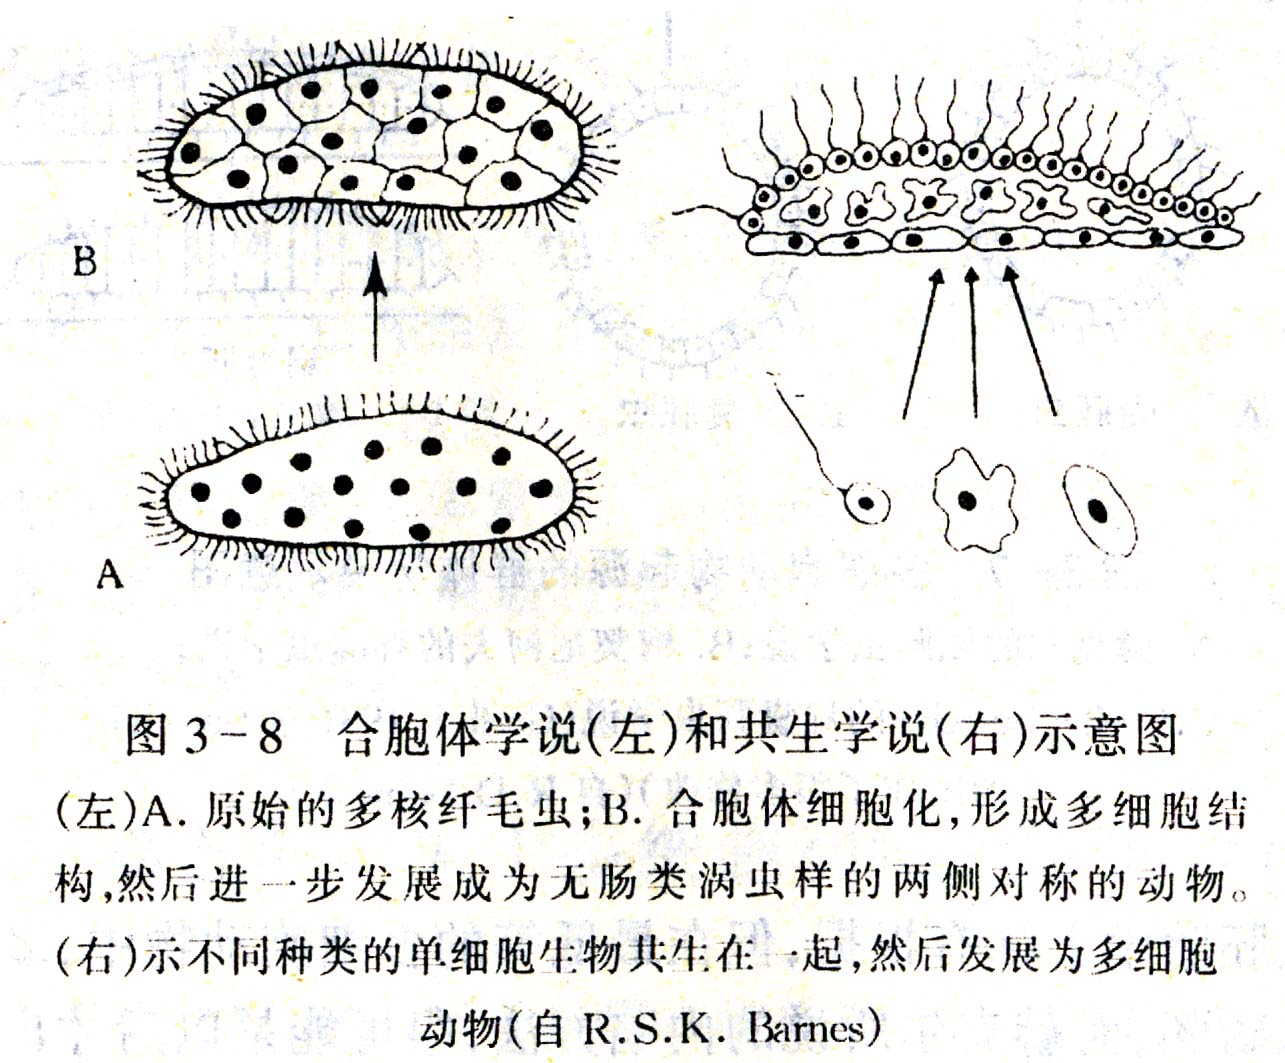 B
A
图3-8 合胞体学说(左)和共生学说(右)示意图
(左)A. 原始的多核纤毛虫;B. 合胞体细胞化,形成多细胞结
构,然后进一步发展成为无肠类涡虫样的两侧对称的动物。
(右)示不同种类的单细胞生物共生在一起,然后发展为多细胞
动物(自 R.S.K. Barnes)